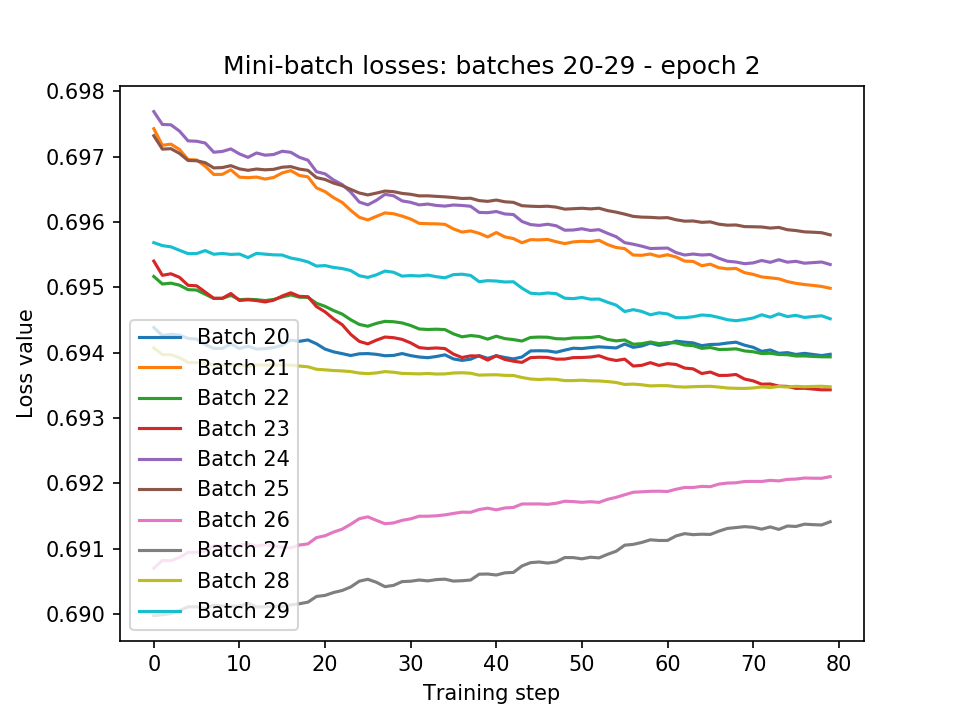 Mini-batch losses: batches 20-29 - epoch 2
0.698
0.697
0.696
0.695
0.694
0.693
0.692
0.691
0.690
Loss value
Batch 20
Batch 21
Batch 22
Batch 23
Batch 24
Batch 25
Batch 26
Batch 27
Batch 28
Batch 29
0 10 20 30 40 50 60 70 80
Training step